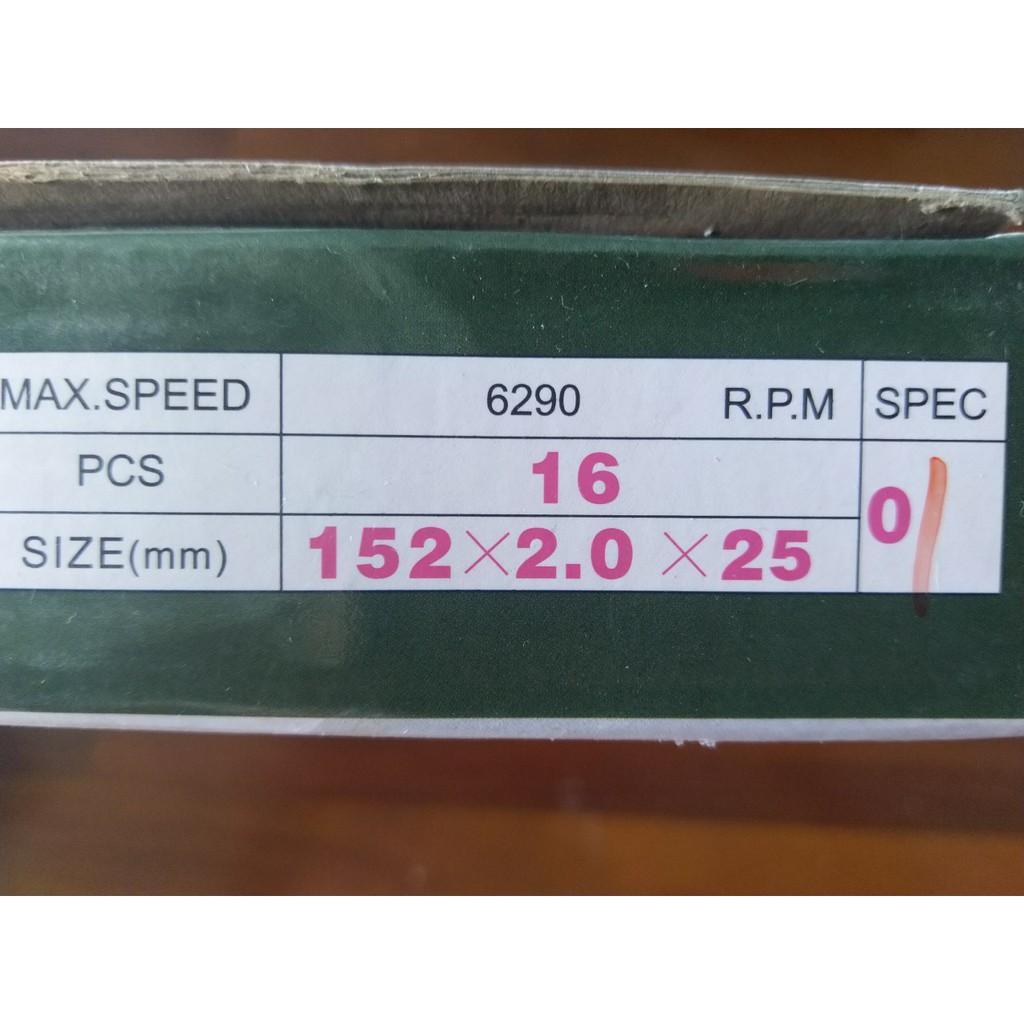 MAX.SPEED 6290 R.P.M SPEC
PCS 16
SIZE(mm) 152×2.0×25 0/